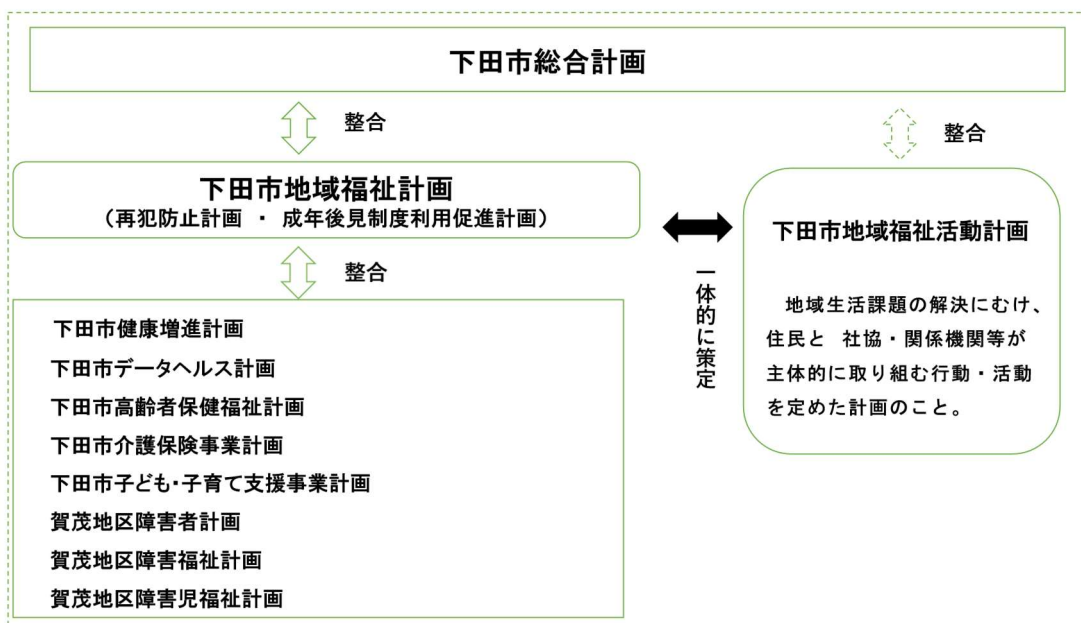 下田市総合計画
整合
整合
下田市地域福祉計画
（再犯防止計画 ・ 成年後見制度利用促進計画）
整合
下田市健康増進計画
下田市データヘルス計画
下田市高齢者保健福祉計画
下田市介護保険事業計画
下田市子ども・子育て支援事業計画
賀茂地区障害者計画
賀茂地区障害福祉計画
賀茂地区障害児福祉計画
一体的に策定
下田市地域福祉活動計画
地域生活課題の解決にむけ、
住民と 社協・関係機関等が
主体的に取り組む行動・活動
を定めた計画のこと。